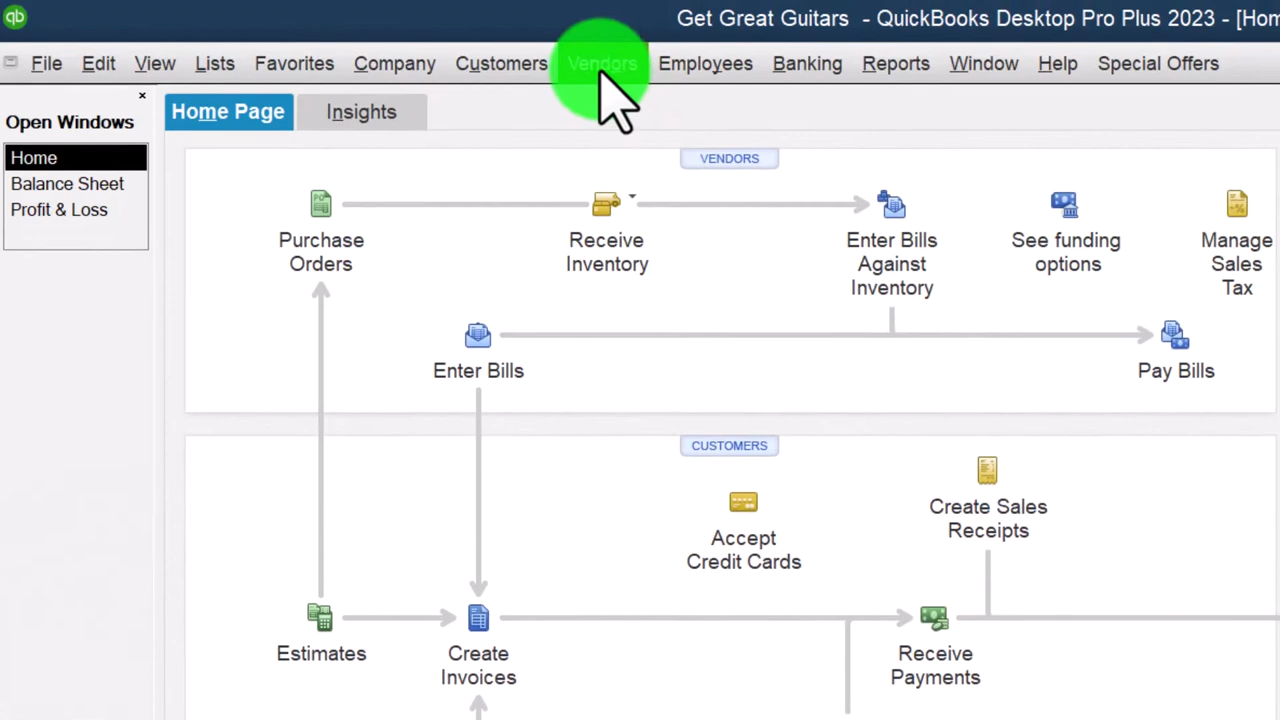 qb
Get Great Guitars - QuickBooks Desktop Pro Plus 2023 - [Hom
File Edit View Lists Favorites Company Customers Vendors Employees Banking Reports Window Help Special Offers
Open Windows
Home
Balance Sheet
Profit & Loss
Home Page Insights
VENDORS
Purchase
Orders
Receive
Inventory
Enter Bills
Against
Inventory
See funding
options
Manage
Sales
Tax
Enter Bills
Pay Bills
CUSTOMERS
Accept
Credit Cards
Create Sales
Receipts
Estimates
Create
Invoices
Receive
Payments